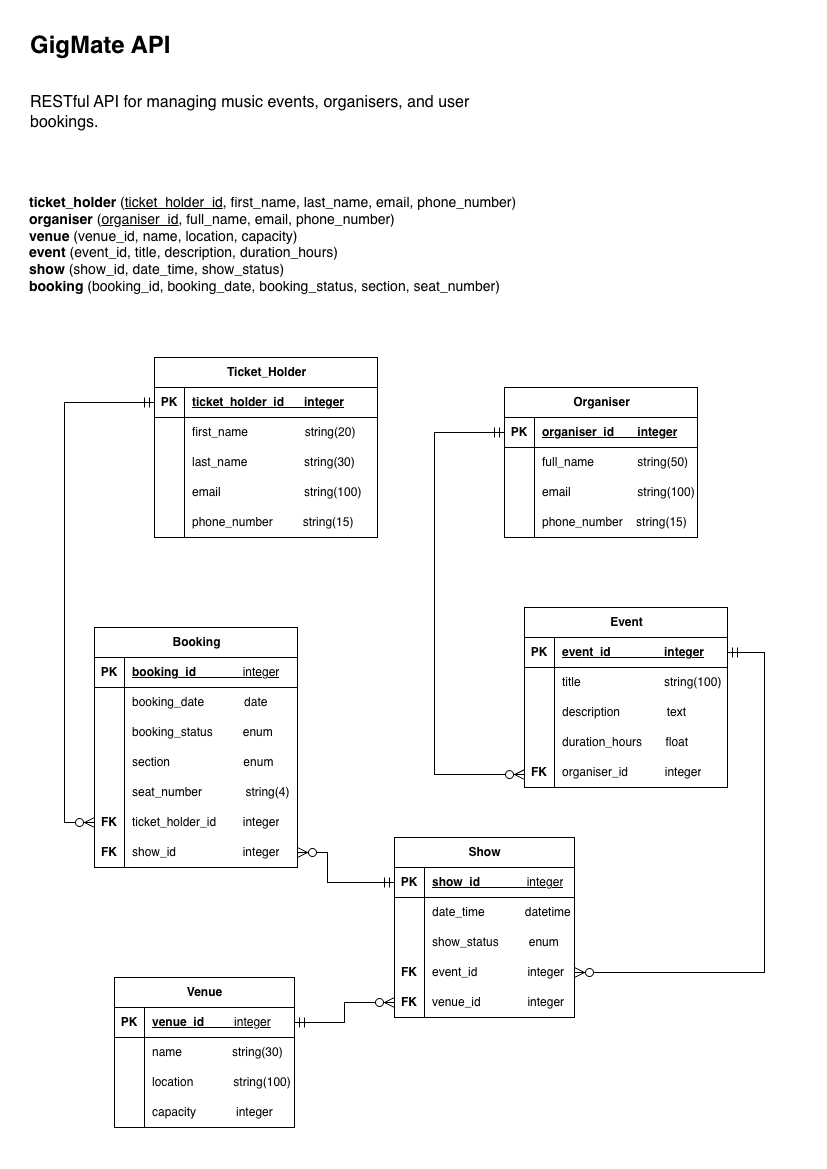 GigMate API
RESTful API for managing music events, organisers, and user
bookings.
ticket_holder (ticket_holder_id, first_name, last_name, email, phone_number)
organiser (organiser_id, full_name, email, phone_number)
venue (venue_id, name, location, capacity)
event (event_id, title, description, duration_hours)
show (show_id, date_time, show_status)
booking (booking_id, booking_date, booking_status, section, seat_number)
Ticket_Holder
PK ticket_holder_id integer
first_name string(20)
last_name string(30)
email string(100)
phone_number string(15)
Organiser
PK organiser_id integer
full_name string(50)
email string(100)
phone_number string(15)
Booking
PK booking_id integer
booking_date date
booking_status enum
section enum
seat_number string(4)
FK ticket_holder_id integer
FK show_id integer
Event
PK event_id integer
title string(100)
description text
duration_hours float
FK organiser_id integer
Show
PK show_id integer
date_time datetime
show_status enum
FK event_id integer
FK venue_id integer
Venue
PK venue_id integer
name string(30)
location string(100)
capacity integer